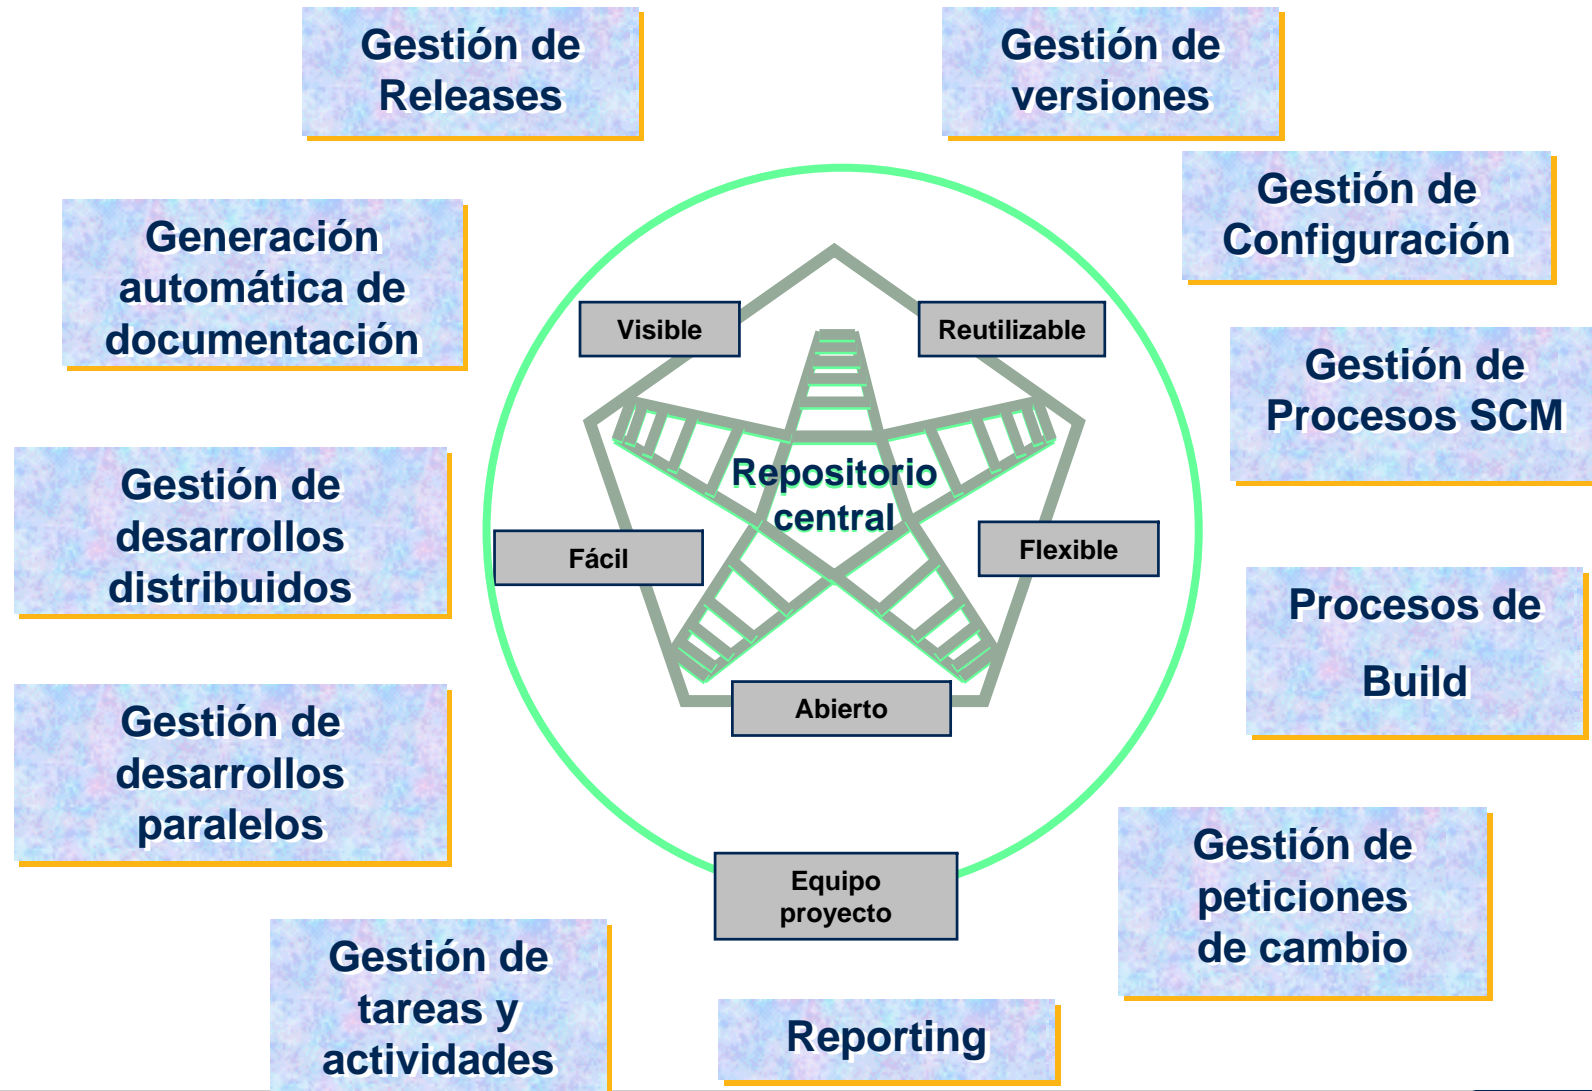 Gestión de
Releases
Gestión de
versiones
Gestión de
Configuración
Generación
automática de
documentación
Visible
Reutilizable
Gestión de
Procesos SCM
Repositorio
central
Gestión de
desarrollos
distribuidos
Fácil
Flexible
Procesos de
Build
Abierto
Gestión de
desarrollos
paralelos
Equipo
proyecto
Gestión de
peticiones
de cambio
Gestión de
tareas y
actividades
Reporting